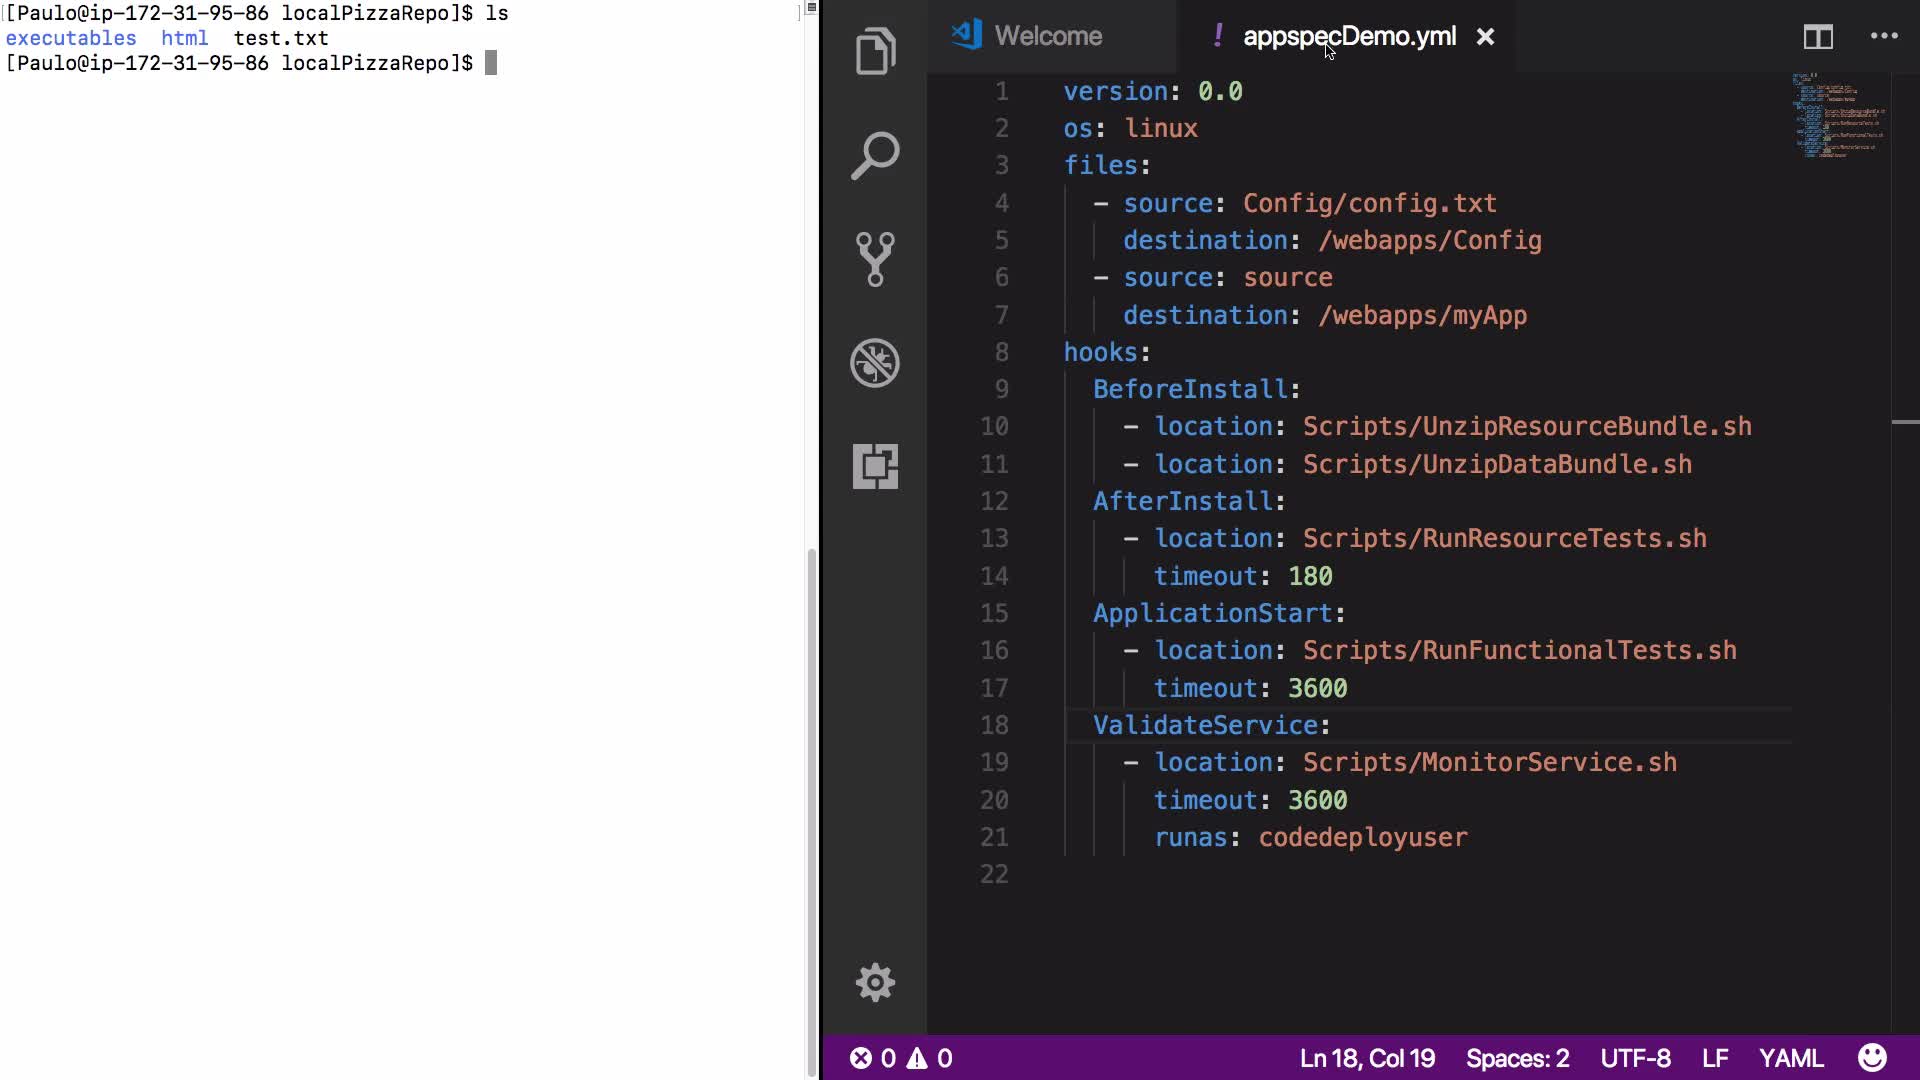 [Paulo@ip-172-31-95-86 localPizzaRepo]$ ls
executables html test.txt
[Paulo@ip-172-31-95-86 localPizzaRepo]$
Welcome
! appspecDemo.yml
1 version: 0.0
2 os: linux
3 files:
4 - source: Config/config.txt
5 destination: /webapps/Config
6 - source: source
7 destination: /webapps/myApp
8 hooks:
9 BeforeInstall:
10 - location: Scripts/UnzipResourceBundle.sh
11 - location: Scripts/UnzipDataBundle.sh
12 AfterInstall:
13 - location: Scripts/RunResourceTests.sh
14 timeout: 180
15 ApplicationStart:
16 - location: Scripts/RunFunctionalTests.sh
17 timeout: 3600
18 ValidateService:
19 - location: Scripts/MonitorService.sh
20 timeout: 3600
21 runas: codedeployuser
22
0 0 Ln 18, Col 19 Spaces: 2 UTF-8 LF YAML